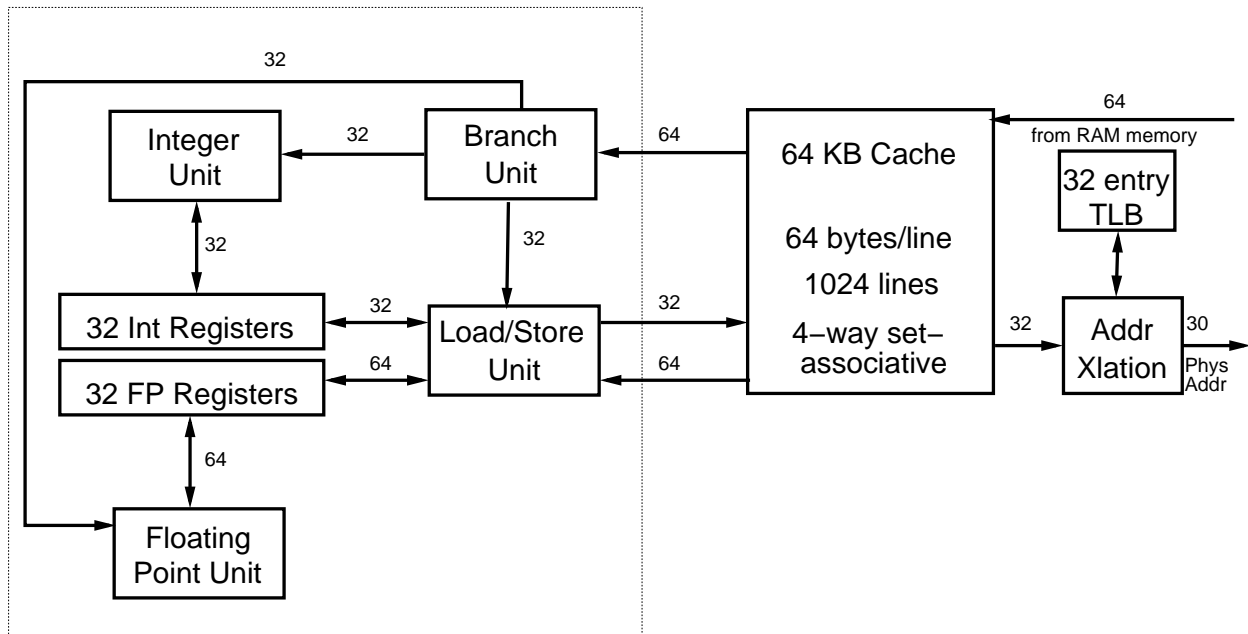 32
64
from RAM memory
Integer
Unit
32
Branch
Unit
64
64 KB Cache
32 entry
TLB
32
32
64 bytes/line
1024 lines
4−way set−
associative
32 Int Registers
32
Load/Store
Unit
32
64
32
Addr
Xlation
30
Phys
Addr
32 FP Registers
64
64
Floating
Point Unit